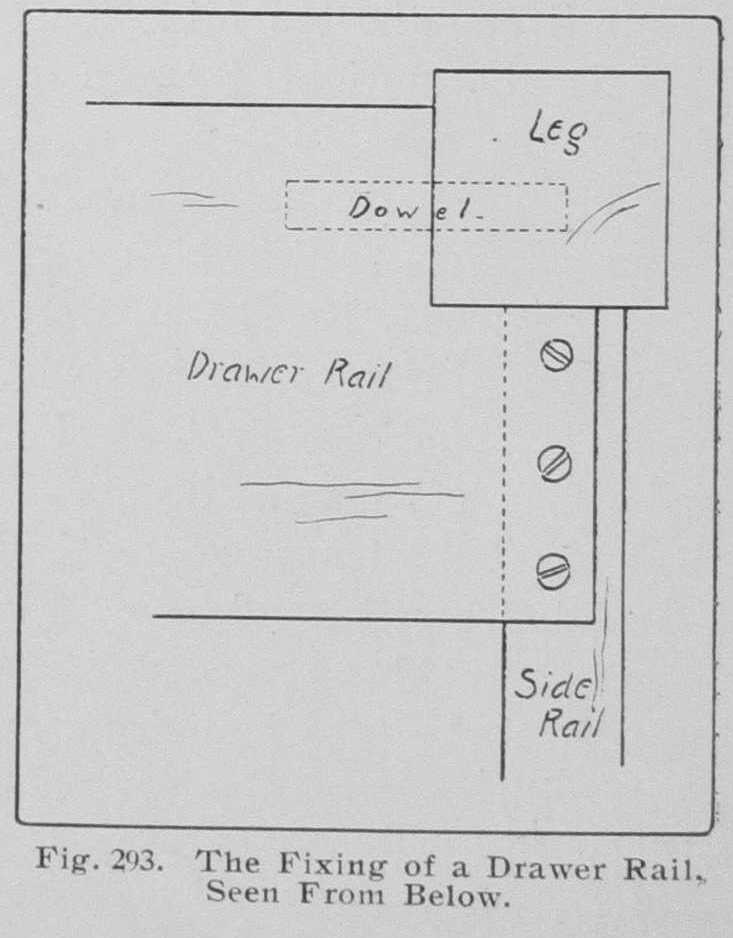 Leg
Dowel.
Drawer Rail
Side
Rail
Fig. 293. The Fixing of a Drawer Rail,
Seen From Below.